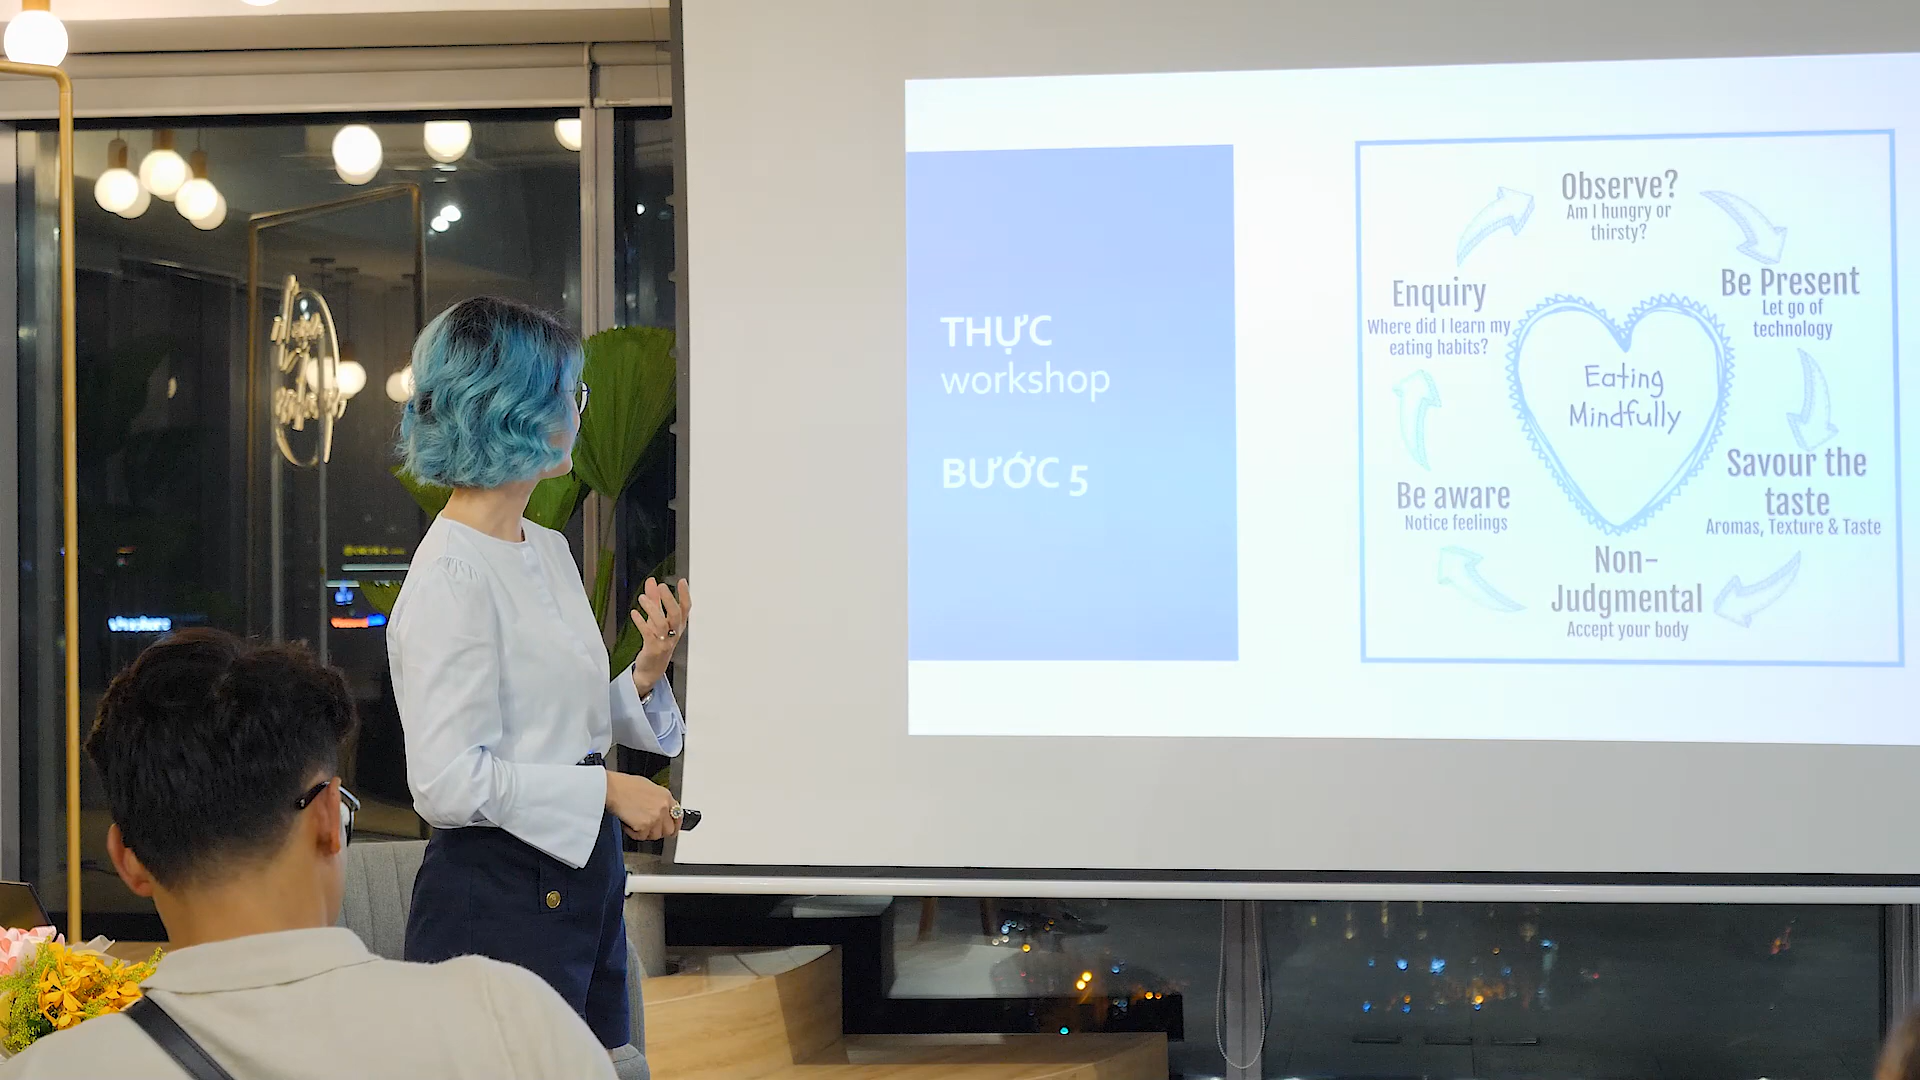 THỰC
workshop
BƯỚC 5
Observe?
Am I hungry or
thirsty?
Be Present
Let go of
technology
Savour the
taste
Aromas, Texture & Taste
Non-
Judgmental
Accept your body
Be aware
Notice feelings
Enquiry
Where did I learn my
eating habits?
Eating
Mindfully